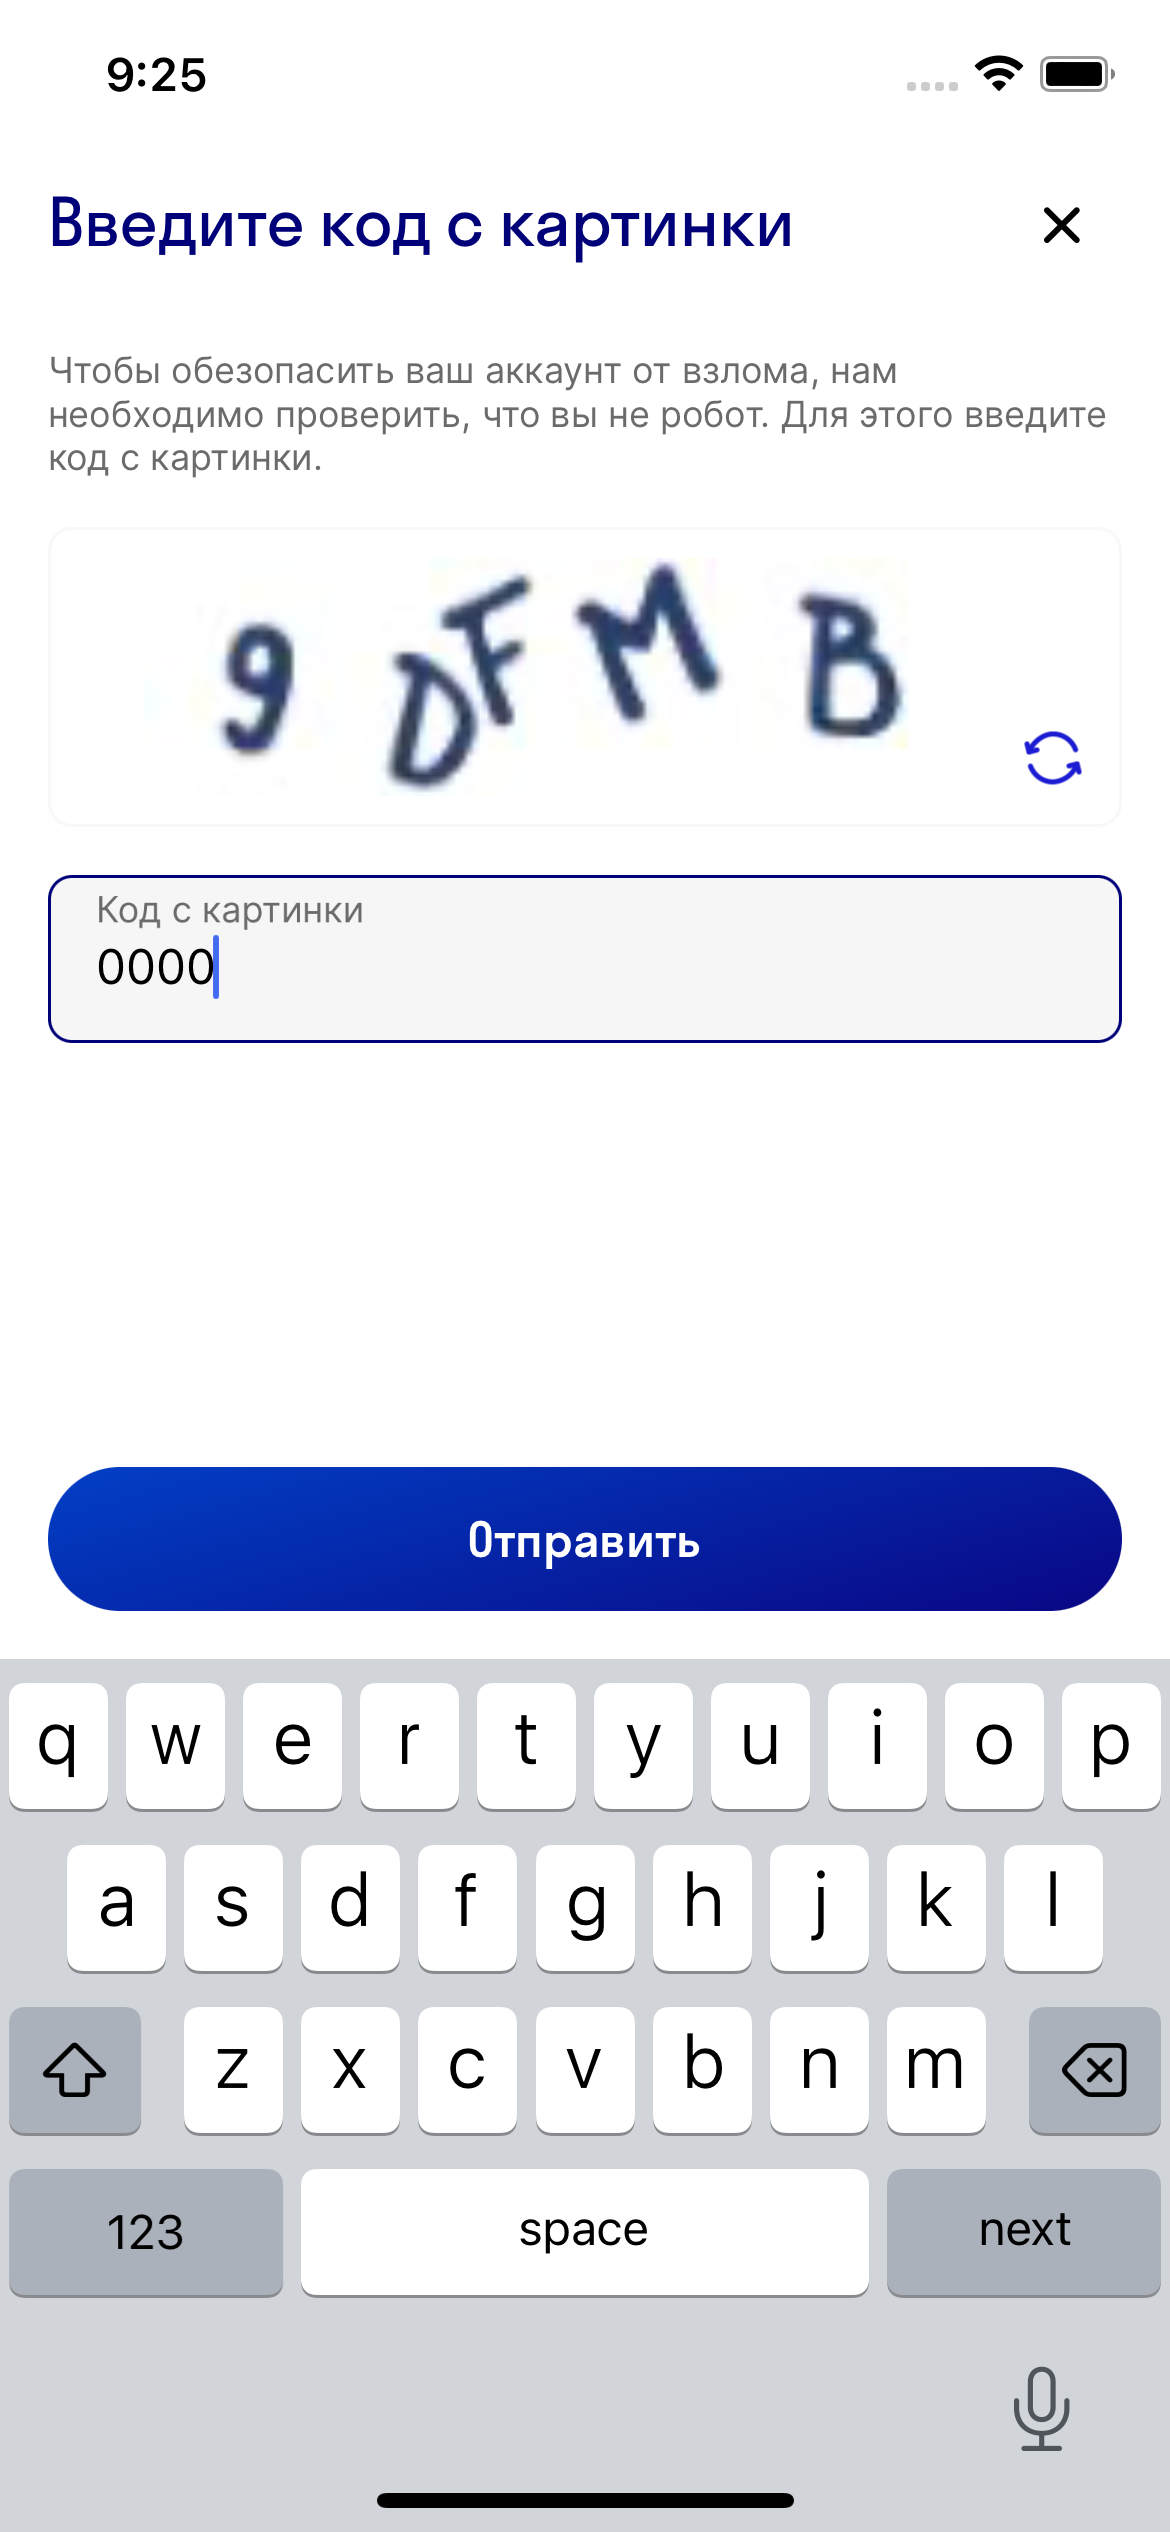 9:25
Введите код с картинки
Чтобы обезопасить ваш аккаунт от взлома, нам
необходимо проверить, что вы не робот. Для этого введите
код с картинки.
9 D F M B
Код с картинки
0000
Отправить
q w e r t y u i o p
a s d f g h j k l
z x c v b n m
123 space next